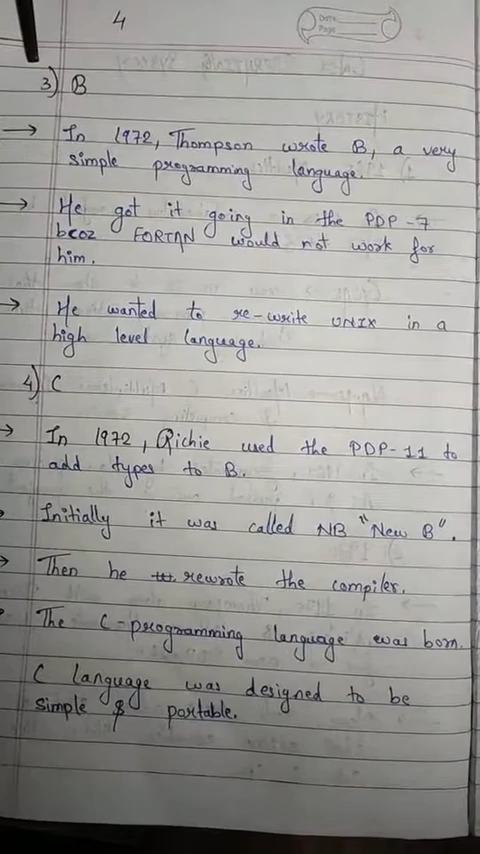 4
Date
Page
3) B
→ In 1972, Thompson wrote B, a very
simple programming language.
→ He got it going in the PDP-7
bcoz FORTAN would not work for
him.
→ He wanted to re-write UNIX in a
high level language.
4) C
→ In 1972, Richie used the PDP-11 to
add types to B.
Initially it was called NB "New B".
→ Then he rewrote the compiler.
The C-programming language was born.
C language was designed to be
simple & portable.